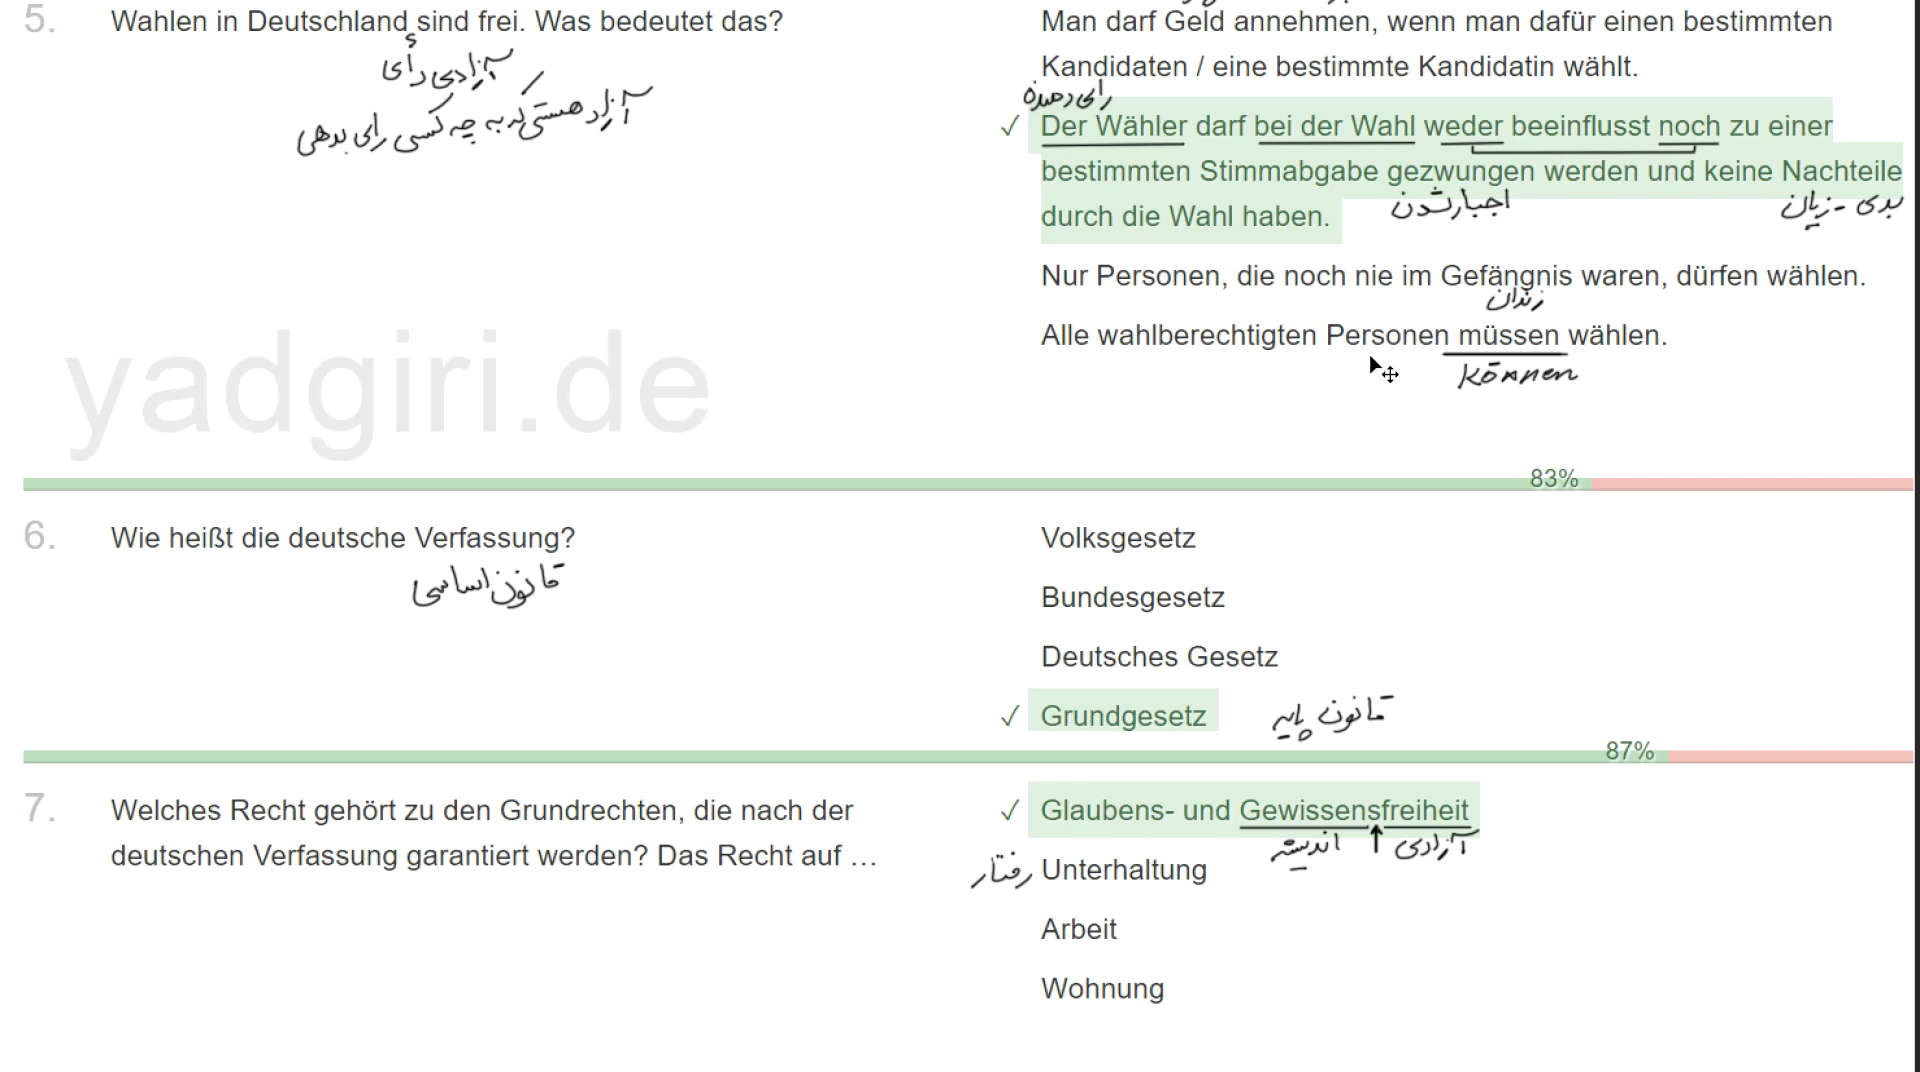 5. Wahlen in Deutschland sind frei. Was bedeutet das?
آزادی رأی
آزاد هستی که به چه کسی رای بدهی
Man darf Geld annehmen, wenn man dafür einen bestimmten
Kandidaten / eine bestimmte Kandidatin wählt.
رای دهنده
✓ Der Wähler darf bei der Wahl weder beeinflusst noch zu einer
bestimmten Stimmabgabe gezwungen werden und keine Nachteile
اجبار شدن
بدی - زیان
durch die Wahl haben.
Nur Personen, die noch nie im Gefängnis waren, dürfen wählen.
زندان
Alle wahlberechtigten Personen müssen wählen.
können
yadgiri.de
83%
6. Wie heißt die deutsche Verfassung?
قانون اساسی
Volksgesetz
Bundesgesetz
Deutsches Gesetz
✓ Grundgesetz
قانون پایه
87%
7. Welches Recht gehört zu den Grundrechten, die nach der
deutschen Verfassung garantiert werden? Das Recht auf …
✓ Glaubens- und Gewissensfreiheit
آزادی اندیشه
رفتار
Unterhaltung
Arbeit
Wohnung